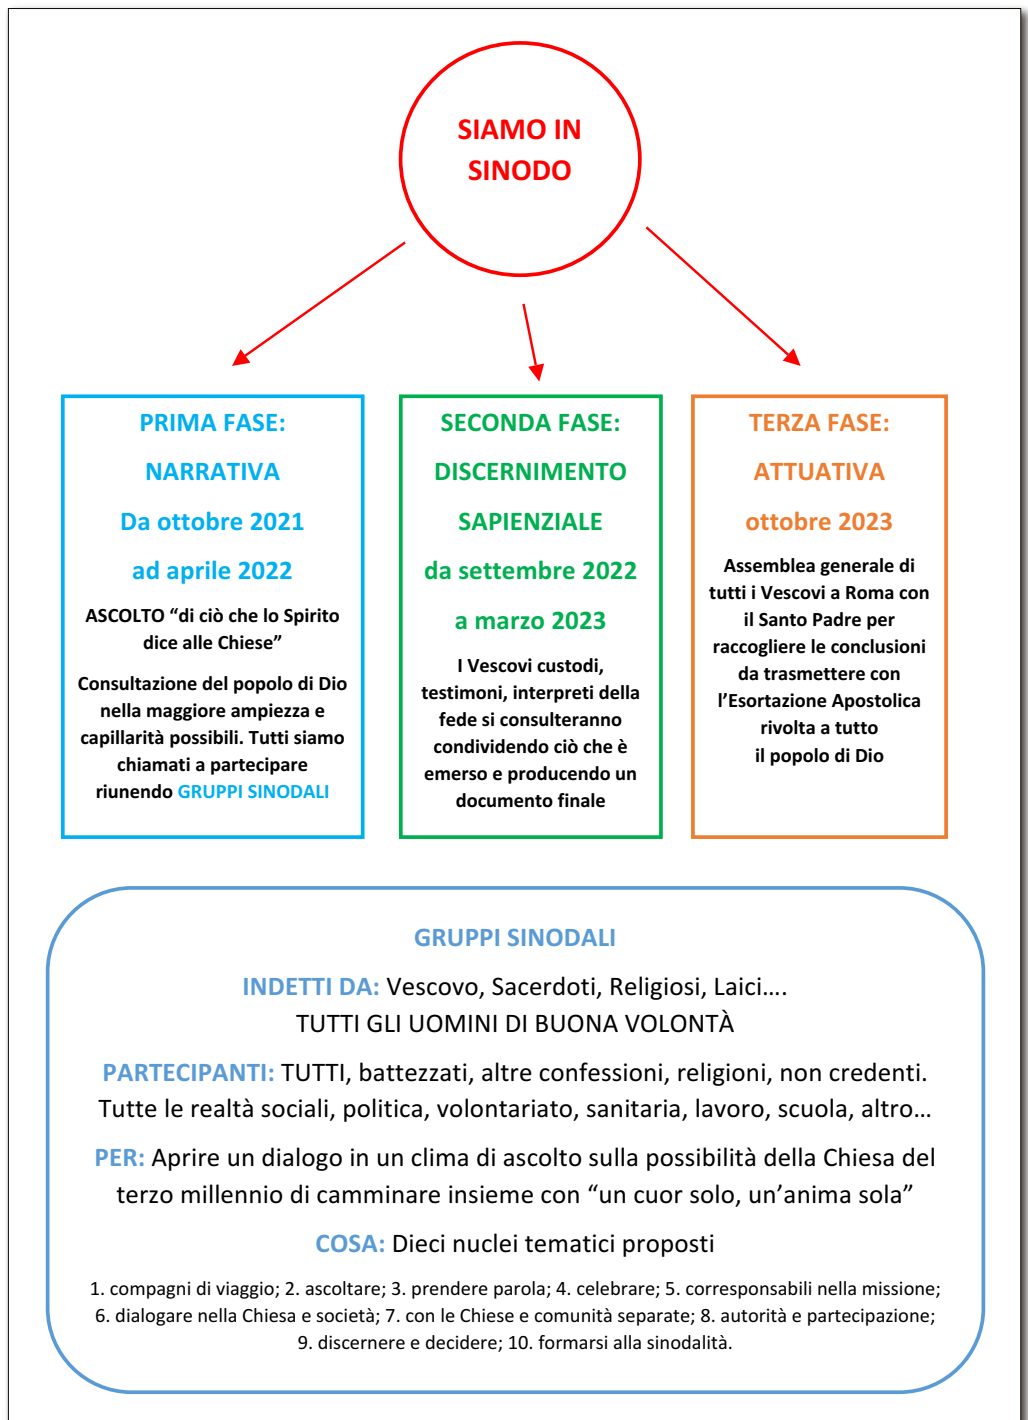 SIAMO IN
SINODO
PRIMA FASE:
NARRATIVA
Da ottobre 2021
ad aprile 2022
ASCOLTO “di ciò che lo Spirito
dice alle Chiese”
Consultazione del popolo di Dio
nella maggiore ampiezza e
capillarità possibili. Tutti siamo
chiamati a partecipare
riunendo GRUPPI SINODALI
SECONDA FASE:
DISCERNIMENTO
SAPIENZIALE
da settembre 2022
a marzo 2023
I Vescovi custodi,
testimoni, interpreti della
fede si consulteranno
condividendo ciò che è
emerso e producendo un
documento finale
TERZA FASE:
ATTUATIVA
ottobre 2023
Assemblea generale di
tutti i Vescovi a Roma con
il Santo Padre per
raccogliere le conclusioni
da trasmettere con
l’Esortazione Apostolica
rivolta a tutto
il popolo di Dio
GRUPPI SINODALI
INDETTI DA: Vescovo, Sacerdoti, Religiosi, Laici….
TUTTI GLI UOMINI DI BUONA VOLONTÀ
PARTECIPANTI: TUTTI, battezzati, altre confessioni, religioni, non credenti.
Tutte le realtà sociali, politica, volontariato, sanitaria, lavoro, scuola, altro…
PER: Aprire un dialogo in un clima di ascolto sulla possibilità della Chiesa del
terzo millennio di camminare insieme con “un cuor solo, un’anima sola”
COSA: Dieci nuclei tematici proposti
1. compagni di viaggio; 2. ascoltare; 3. prendere parola; 4. celebrare; 5. corresponsabili nella missione;
6. dialogare nella Chiesa e società; 7. con le Chiese e comunità separate; 8. autorità e partecipazione;
9. discernere e decidere; 10. formarsi alla sinodalità.